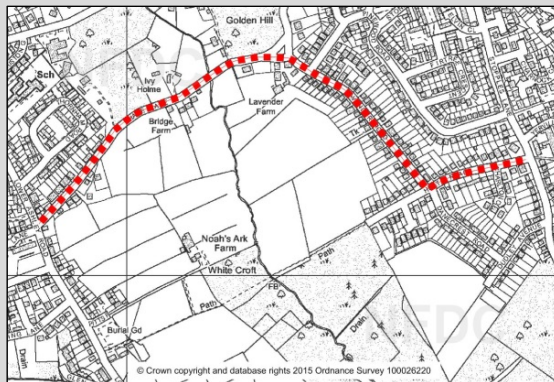 Golden Hill
Sch
Ivy
Holme
Bridge
Farm
Lavender
Farm
Tk
Noah's Ark
Farm
White Croft
Path
FB
Path
Drain
Burial Gd
Drain
NFDC
© Crown copyright and database rights 2015 Ordnance Survey 100026220